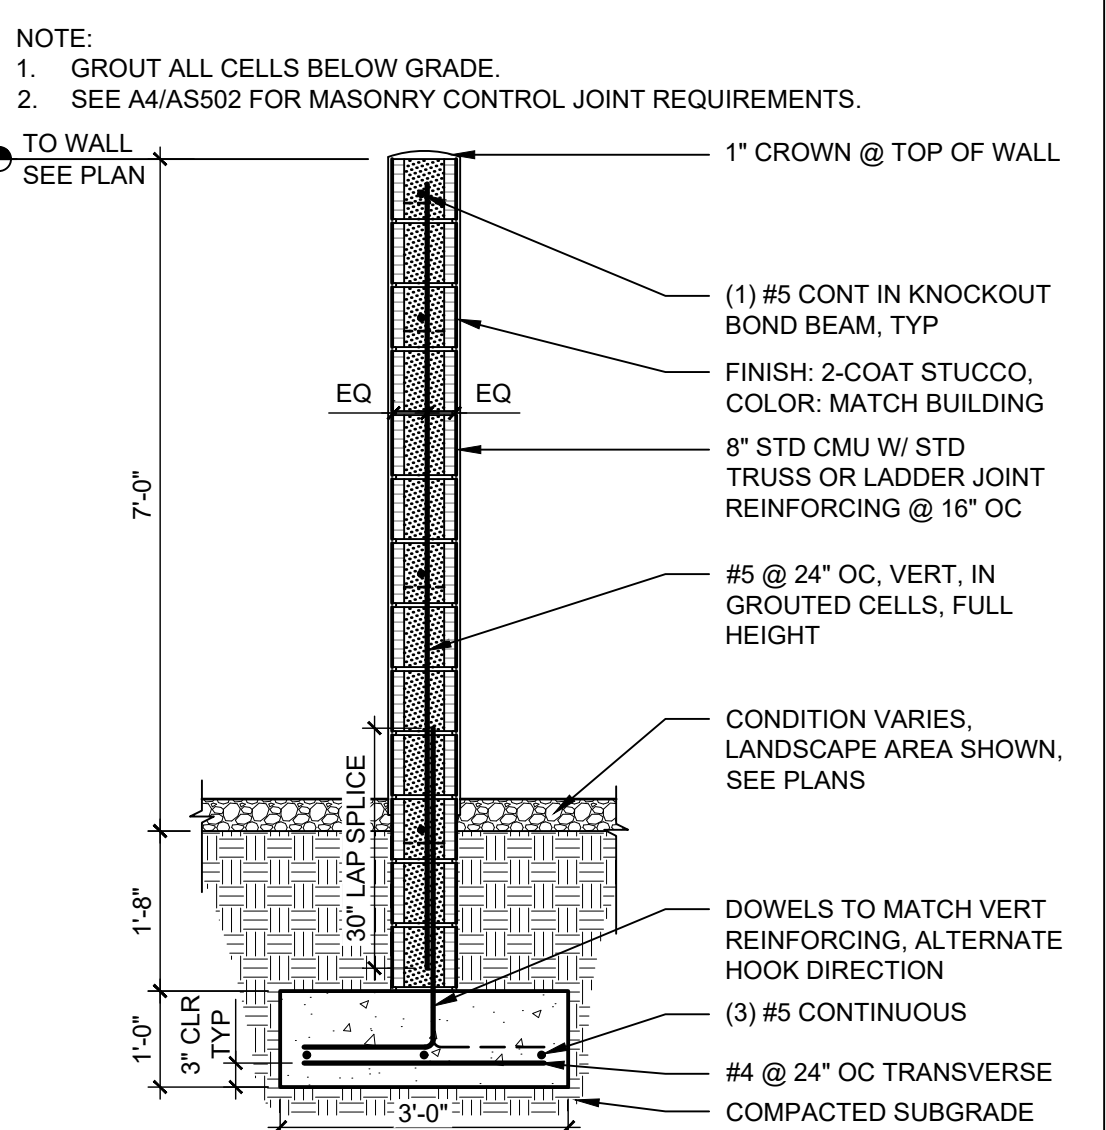 NOTE:
1. GROUT ALL CELLS BELOW GRADE.
2. SEE A4/AS502 FOR MASONRY CONTROL JOINT REQUIREMENTS.
TO WALL
SEE PLAN
1" CROWN @ TOP OF WALL
(1) #5 CONT IN KNOCKOUT
BOND BEAM, TYP
FINISH: 2-COAT STUCCO,
COLOR: MATCH BUILDING
EQ
EQ
8" STD CMU W/ STD
TRUSS OR LADDER JOINT
REINFORCING @ 16" OC
7'-0"
#5 @ 24" OC, VERT, IN
GROUTED CELLS, FULL
HEIGHT
CONDITION VARIES,
LANDSCAPE AREA SHOWN,
SEE PLANS
30" LAP SPLICE
1'-8"
DOWELS TO MATCH VERT
REINFORCING, ALTERNATE
HOOK DIRECTION
(3) #5 CONTINUOUS
1'-0"
3" CLR
TYP
#4 @ 24" OC TRANSVERSE
3'-0"
COMPACTED SUBGRADE